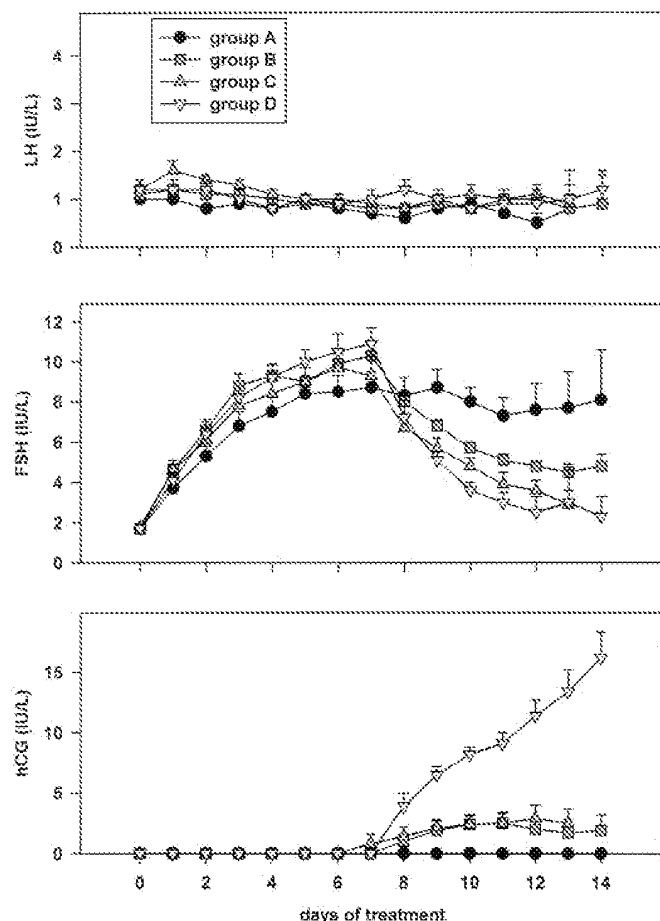 group A
group B
group C
group D
LH (IU/L)
4
3
2
1
0
FSH (IU/L)
12
10
8
6
4
2
0
hCG (IU/L)
15
10
5
0
0 2 4 6 8 10 12 14
days of treatment